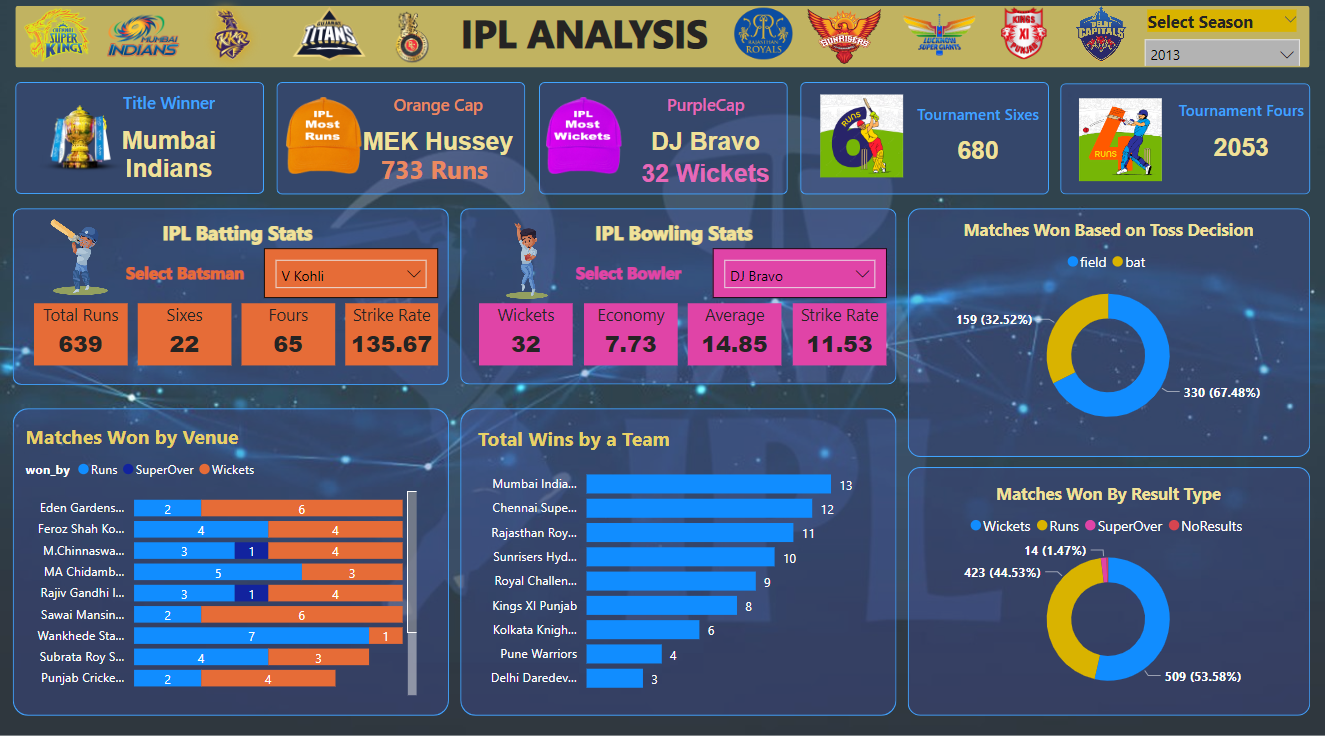 CHENNAI
SUPER
KINGS
MUMBAI
INDIANS
KKR
GUJARAT
TITANS
IPL ANALYSIS
RAJASTHAN
ROYALS
SUNRISERS
LUCKNOW
SUPER GIANTS
KINGS
XI
PUNJAB
DELHI
CAPITALS
Select Season
2013
Title Winner
Mumbai
Indians
IPL
Most
Runs
Orange Cap
MEK Hussey
733 Runs
IPL
Most
Wickets
PurpleCap
DJ Bravo
32 Wickets
RUNS
6
Tournament Sixes
680
4
RUNS
Tournament Fours
2053
IPL Batting Stats
Select Batsman
V Kohli
Total Runs
639
Sixes
22
Fours
65
Strike Rate
135.67
IPL Bowling Stats
Select Bowler
DJ Bravo
Wickets
32
Economy
7.73
Average
14.85
Strike Rate
11.53
Matches Won Based on Toss Decision
field bat
159 (32.52%)
330 (67.48%)
Matches Won by Venue
won_by Runs SuperOver Wickets
Eden Gardens... 2 6
Feroz Shah Ko... 4 4
M.Chinnaswa... 3 1 4
MA Chidamb... 5 3
Rajiv Gandhi I... 3 1 4
Sawai Mansin... 2 6
Wankhede Sta... 7 1
Subrata Roy S... 4 3
Punjab Cricke... 2 4
Total Wins by a Team
Mumbai India... 13
Chennai Supe... 12
Rajasthan Roy... 11
Sunrisers Hyd... 10
Royal Challen... 9
Kings XI Punjab 8
Kolkata Knigh... 6
Pune Warriors 4
Delhi Daredev... 3
Matches Won By Result Type
Wickets Runs SuperOver NoResults
14 (1.47%)
423 (44.53%)
509 (53.58%)
IPL